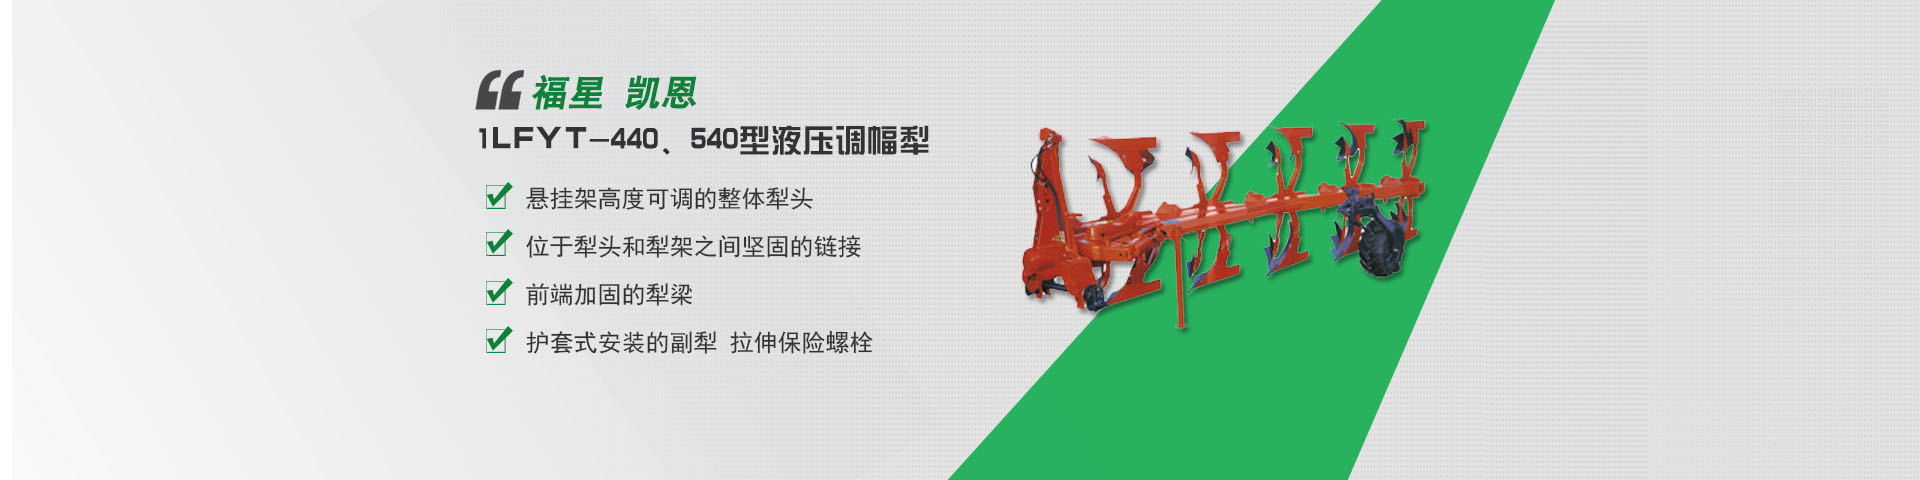 福星 凯恩
1LFYT-440、540型液压调幅犁
悬挂架高度可调的整体犁头
位于犁头和犁架之间坚固的链接
前端加固的犁梁
护套式安装的副犁 拉伸保险螺栓